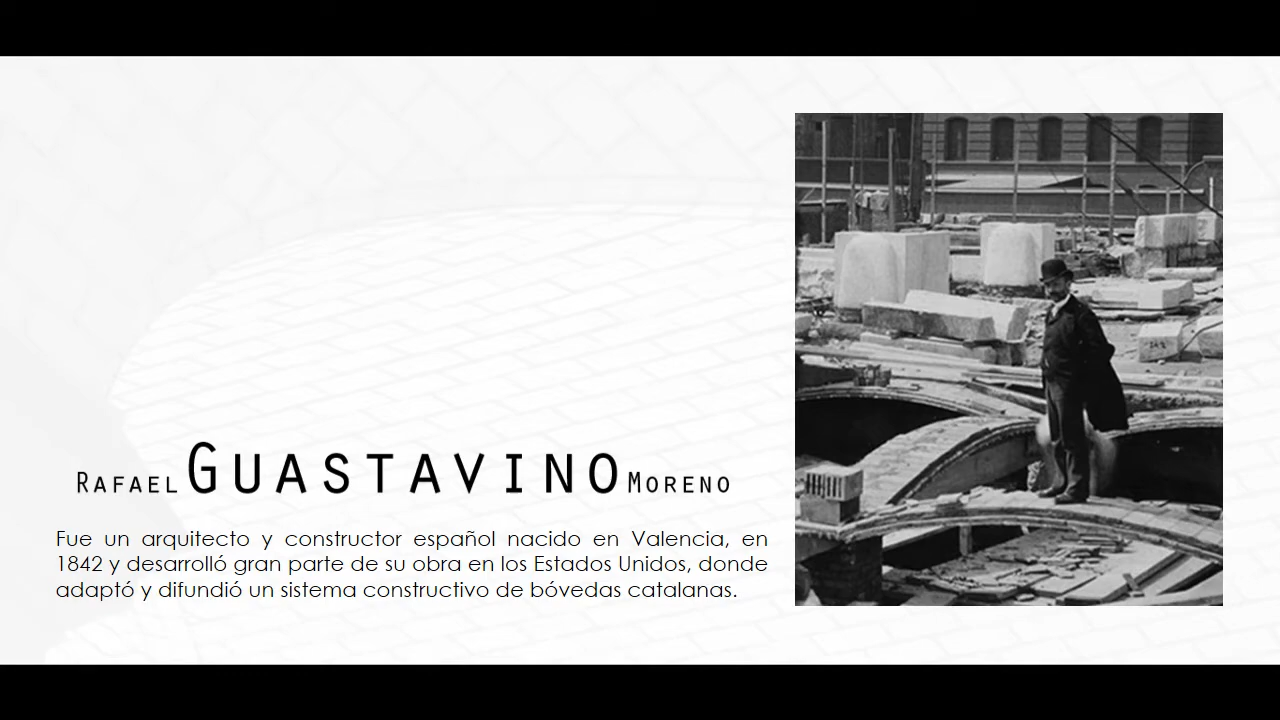 Rafael Guastavino Moreno
Fue un arquitecto y constructor español nacido en Valencia, en
1842 y desarrolló gran parte de su obra en los Estados Unidos, donde
adaptó y difundió un sistema constructivo de bóvedas catalanas.